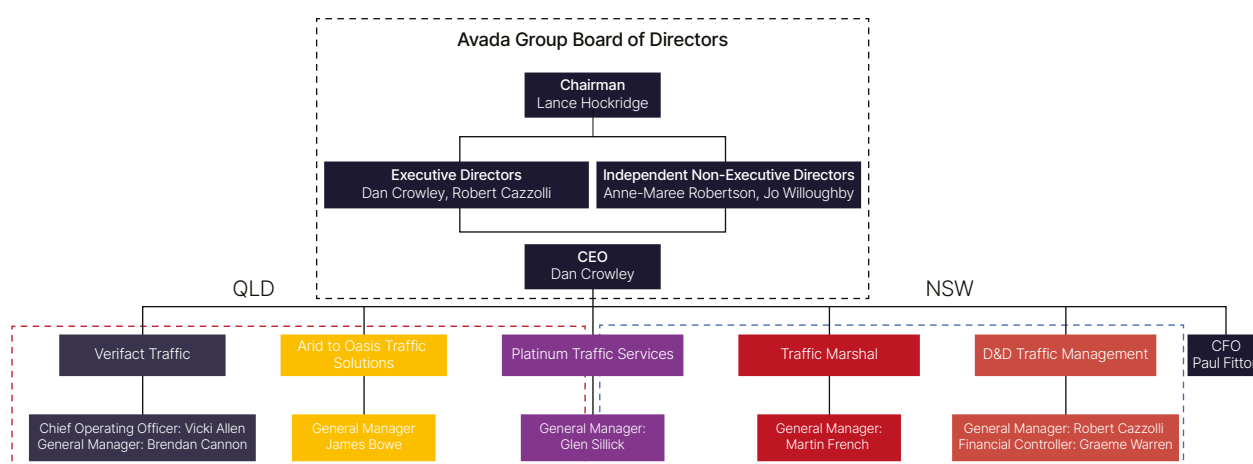 Avada Group Board of Directors
Chairman
Lance Hockridge
Executive Directors
Dan Crowley, Robert Cazzolli
Independent Non-Executive Directors
Anne-Maree Robertson, Jo Willoughby
CEO
Dan Crowley
QLD
NSW
Verifact Traffic
Arid to Oasis Traffic
Solutions
Platinum Traffic Services
Traffic Marshal
D&D Traffic Management
CFO
Paul Fitton
Chief Operating Officer: Vicki Allen
General Manager: Brendan Cannon
General Manager
James Bowe
General Manager:
Glen Sillick
General Manager:
Martin French
General Manager: Robert Cazzolli
Financial Controller: Graeme Warren